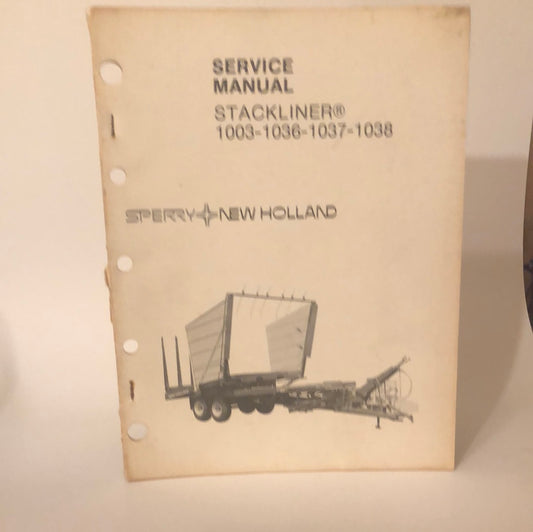 SERVICE
MANUAL
STACKLINER®
1003-1036-1037-1038
SPERRY NEW HOLLAND